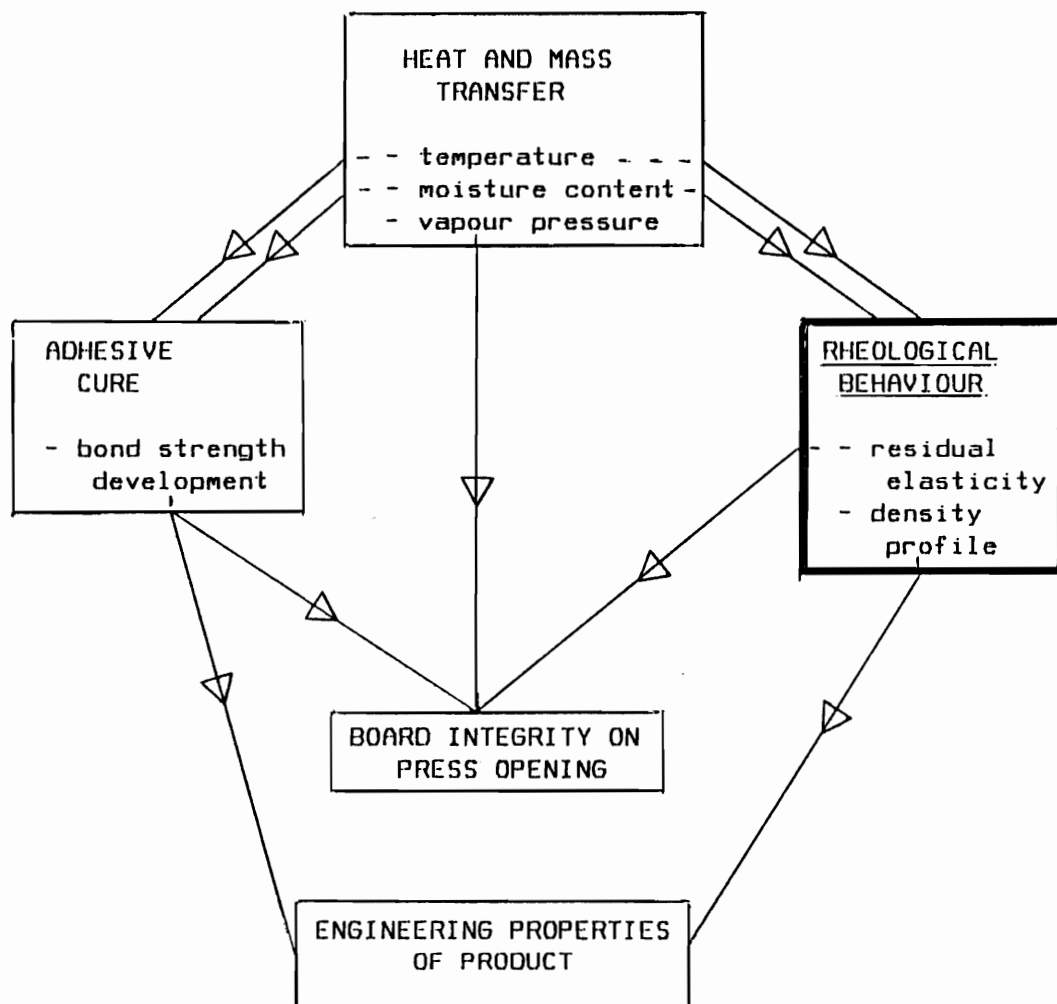 HEAT AND MASS
TRANSFER
- - temperature - - -
- - moisture content -
- vapour pressure
ADHESIVE
CURE
- bond strength
development
RHEOLOGICAL
BEHAVIOUR
- - residual
elasticity
- density
profile
BOARD INTEGRITY ON
PRESS OPENING
ENGINEERING PROPERTIES
OF PRODUCT